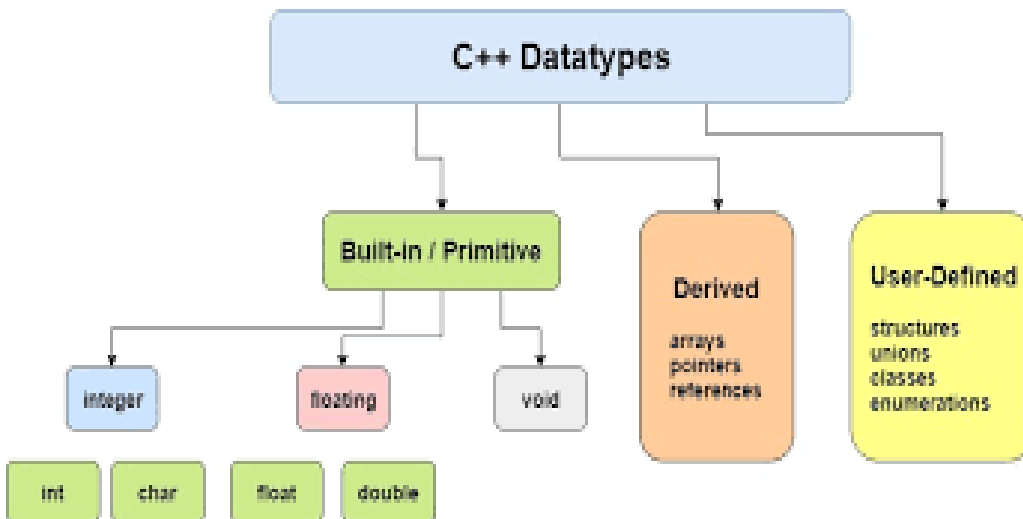 C++ Datatypes
Built-in / Primitive
Derived
arrays
pointers
references
User-Defined
structures
unions
classes
enumerations
integer
floating
void
int
char
float
double